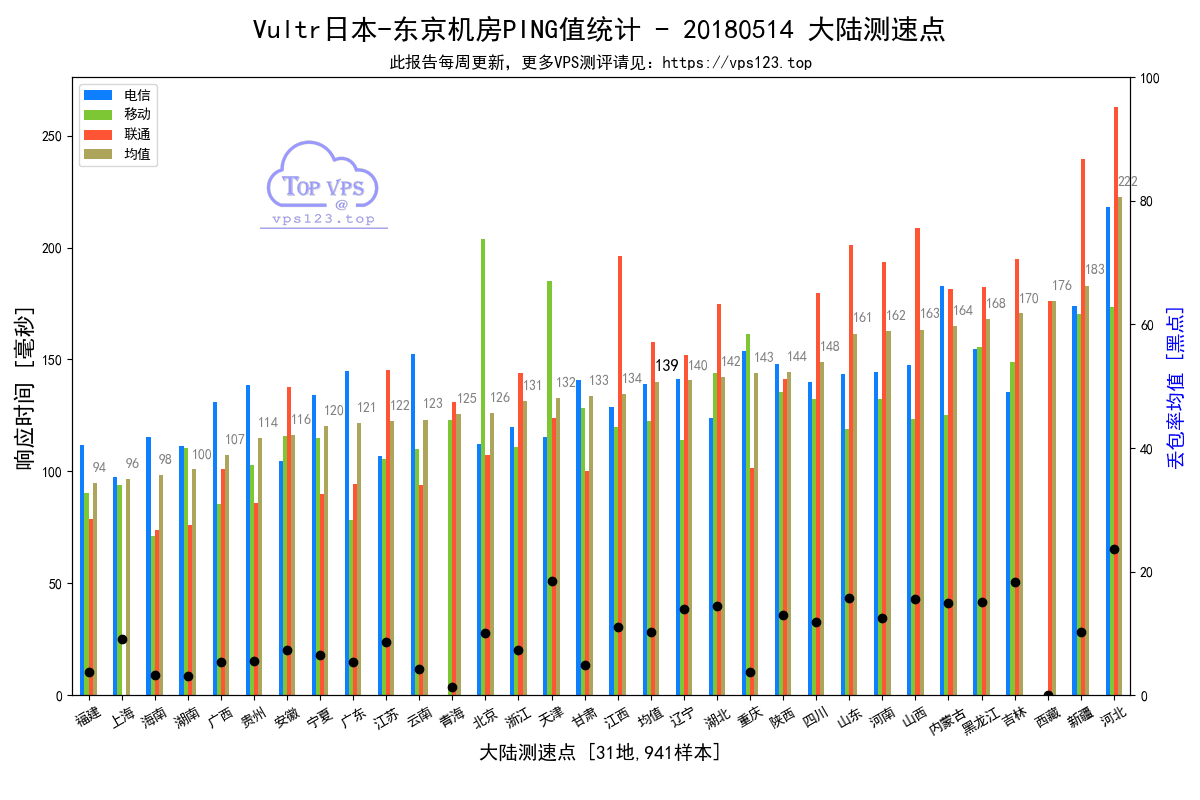 Vultr日本-东京机房PING值统计 - 20180514 大陆测速点
此报告每周更新，更多VPS测评请见：https://vps123.top
电信
移动
联通
均值
TOP VPS
@
vps123.top
响应时间 [毫秒]
250
200
150
100
50
0
94 96 98 100 107 114 116 120 121 122 123 125 126 131 132 133 134 139 140 142 143 144 148 161 162 163 164 168 170 176 183 222
100
80
60
40
20
0
丢包率均值 [黑点]
福建 上海 海南 湖南 广西 贵州 安徽 宁夏 广东 江苏 云南 青海 北京 浙江 天津 甘肃 江西 均值 辽宁 湖北 重庆 陕西 四川 山东 河南 山西 内蒙古 黑龙江 吉林 西藏 新疆 河北
大陆测速点 [31地,941样本]